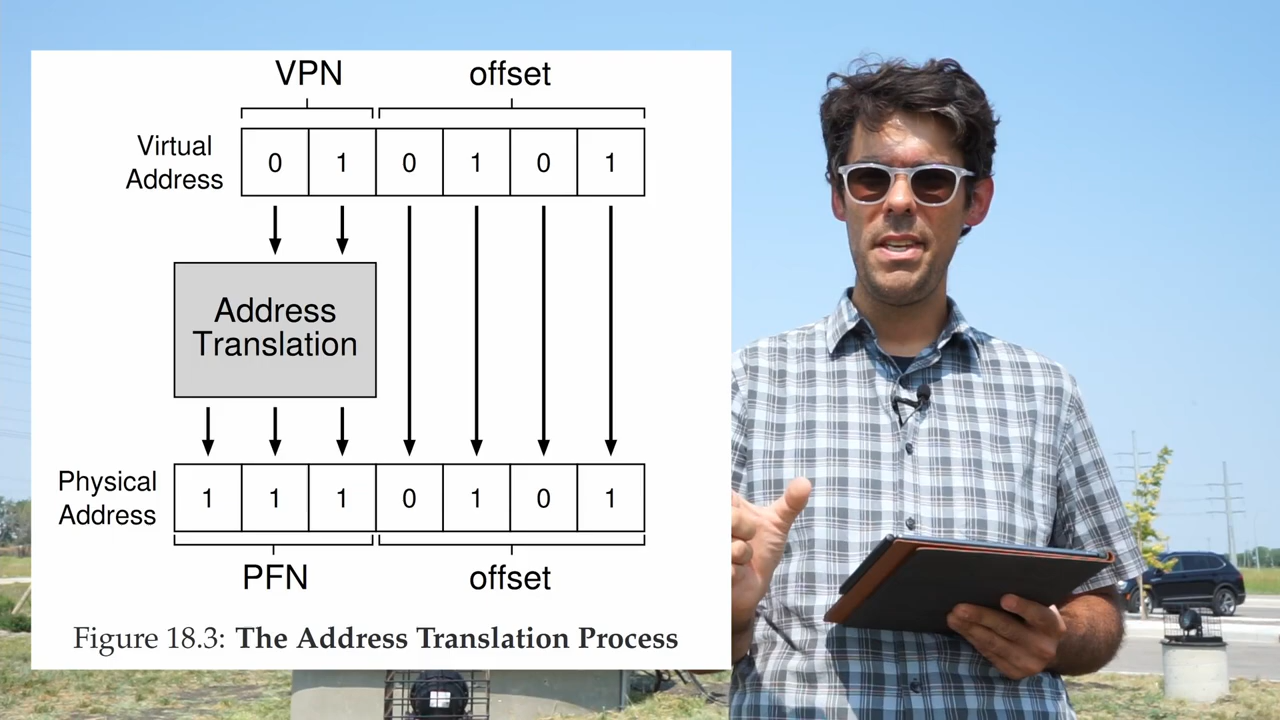 VPN offset
Virtual
Address
0 1 0 1 0 1
Address
Translation
Physical
Address
1 1 1 0 1 0 1
PFN offset
Figure 18.3: The Address Translation Process